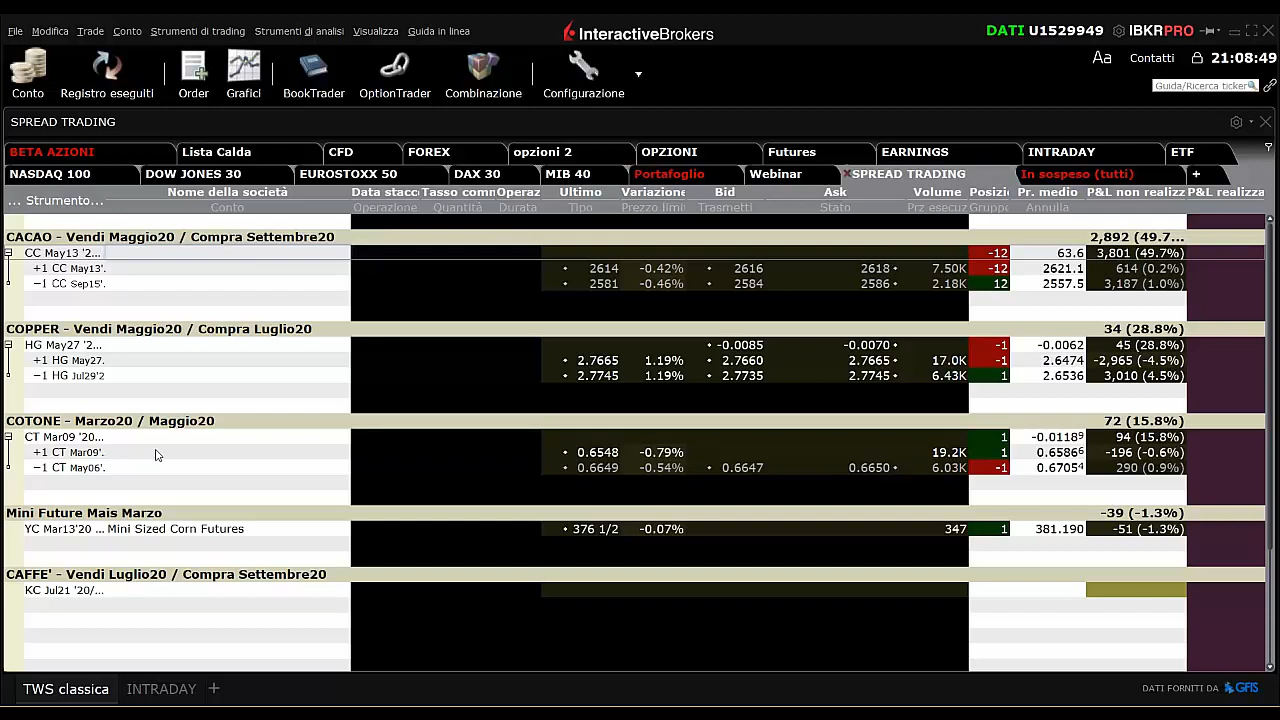 File Modifica Trade Conto Strumenti di trading Strumenti di analisi Visualizza Guida in linea InteractiveBrokers DATI U1529949 IBKRPRO
Aa Contatti 21:08:49
Conto Registro eseguiti Order Grafici BookTrader OptionTrader Combinazione Configurazione Guida/Ricerca ticker
SPREAD TRADING
BETA AZIONI Lista Calda CFD FOREX opzioni 2 OPZIONI Futures EARNINGS INTRADAY ETF
NASDAQ 100 DOW JONES 30 EUROSTOXX 50 DAX 30 MIB 40 Portafoglio Webinar SPREAD TRADING In sospeso (tutti) +
... Strumento... Nome della società Data stacc Tasso com Operaz Ultimo Variazione Bid Ask Volume Posizi Pr. medio P&L non realizz P&L realizza
Conto Operazione Quantità Durata Tipo Prezzo limi Trasmetti Stato Prz esecuz Gruppo Annulla
CACAO - Vendi Maggio20 / Compra Settembre20 2,892 (49.7...
CC May13 '2... -12 63.6 3,801 (49.7%)
+1 CC May13'. 2614 -0.42% 2616 2618 7.50K -12 2621.1 614 (0.2%)
−1 CC Sep15'. 2581 -0.46% 2584 2586 2.18K 12 2557.5 3,187 (1.0%)
COPPER - Vendi Maggio20 / Compra Luglio20 34 (28.8%)
HG May27 '2... -0.0085 -0.0070 -1 -0.0062 45 (28.8%)
+1 HG May27. 2.7665 1.19% 2.7660 2.7665 17.0K -1 2.6474 -2,965 (-4.5%)
−1 HG Jul29'2 2.7745 1.19% 2.7735 2.7745 6.43K 1 2.6536 3,010 (4.5%)
COTONE - Marzo20 / Maggio20 72 (15.8%)
CT Mar09 '20... 1 -0.0118⁹ 94 (15.8%)
+1 CT Mar09'. 0.6548 -0.79% 19.2K 1 0.6586⁶ -196 (-0.6%)
−1 CT May06'. 0.6649 -0.54% 0.6647 0.6650 6.03K -1 0.6705⁴ 290 (0.9%)
Mini Future Mais Marzo -39 (-1.3%)
YC Mar13'20 ... Mini Sized Corn Futures 376 1/2 -0.07% 347 1 381.190 -51 (-1.3%)
CAFFE' - Vendi Luglio20 / Compra Settembre20
KC Jul21 '20/...
TWS classica INTRADAY + DATI FORNITI DA GFIS